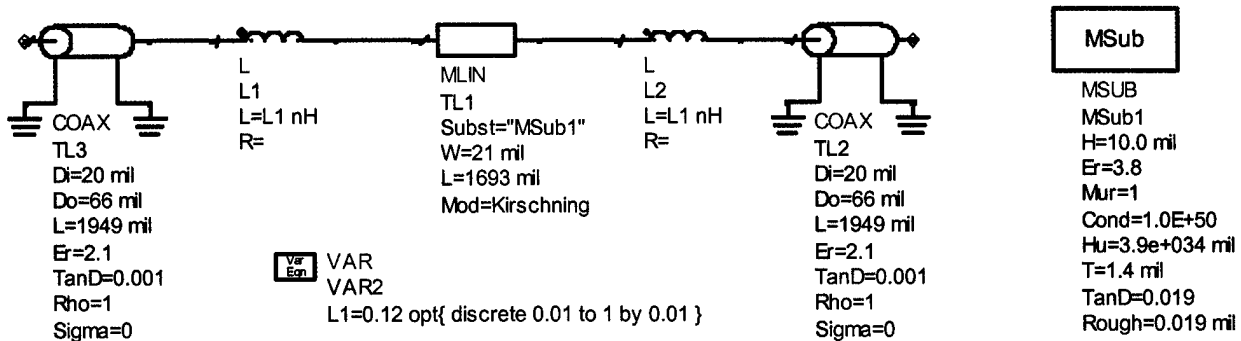 COAX
TL3
Di=20 mil
Do=66 mil
L=1949 mil
Er=2.1
TanD=0.001
Rho=1
Sigma=0
L
L1
L=L1 nH
R=
MLIN
TL1
Subst="MSub1"
W=21 mil
L=1693 mil
Mod=Kirschning
L
L2
L=L1 nH
R=
COAX
TL2
Di=20 mil
Do=66 mil
L=1949 mil
Er=2.1
TanD=0.001
Rho=1
Sigma=0
Var
Eqn
VAR
VAR2
L1=0.12 opt{ discrete 0.01 to 1 by 0.01 }
MSub
MSUB
MSub1
H=10.0 mil
Er=3.8
Mur=1
Cond=1.0E+50
Hu=3.9e+034 mil
T=1.4 mil
TanD=0.019
Rough=0.019 mil